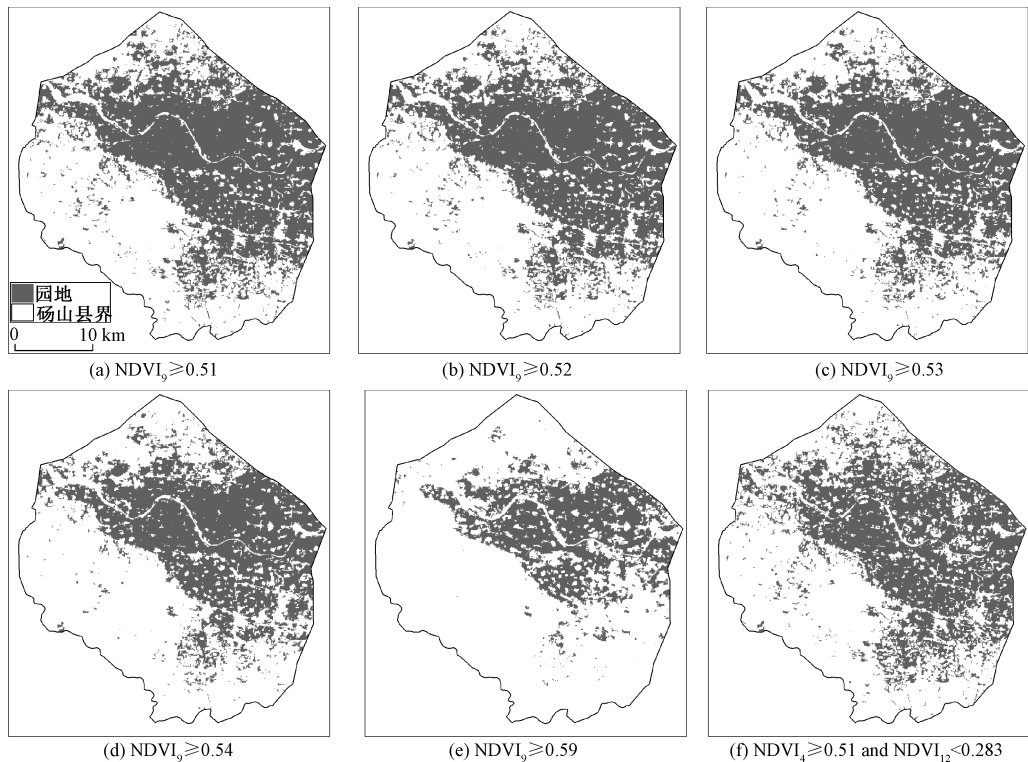 园地
砀山县界
0 10 km
(a) NDVI₉≥0.51
(b) NDVI₉≥0.52
(c) NDVI₉≥0.53
(d) NDVI₉≥0.54
(e) NDVI₉≥0.59
(f) NDVI₄≥0.51 and NDVI₁₂<0.283